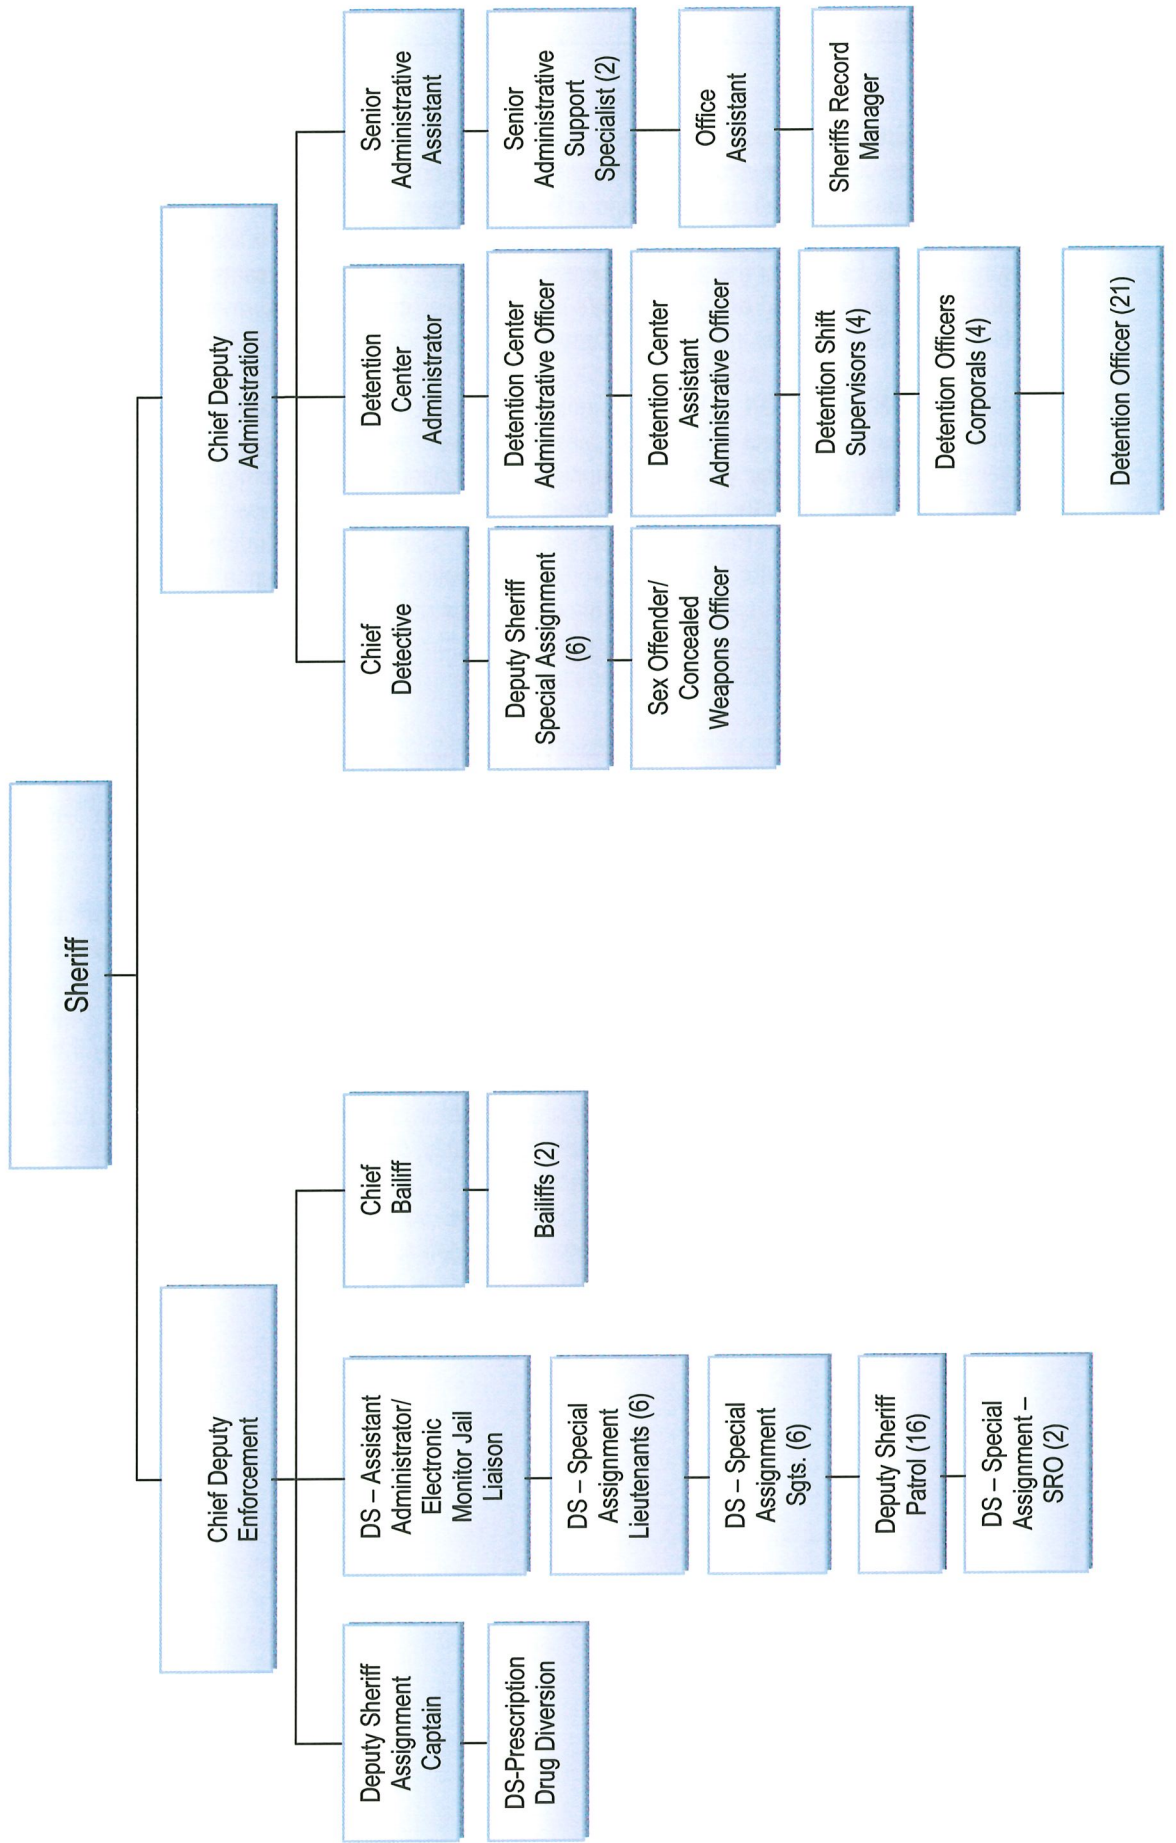 Sheriff
Chief Deputy
Enforcement
Chief Deputy
Administration
Deputy Sheriff
Assignment
Captain
DS-Prescription
Drug Diversion
DS – Assistant
Administrator/
Electronic
Monitor Jail
Liaison
DS – Special
Assignment
Lieutenants (6)
DS – Special
Assignment
Sgts. (6)
Deputy Sheriff
Patrol (16)
DS – Special
Assignment –
SRO (2)
Chief
Bailiff
Bailiffs (2)
Chief
Detective
Deputy Sheriff
Special Assignment
(6)
Sex Offender/
Concealed
Weapons Officer
Detention
Center
Administrator
Detention Center
Administrative Officer
Detention Center
Assistant
Administrative Officer
Detention Shift
Supervisors (4)
Detention Officers
Corporals (4)
Detention Officer (21)
Senior
Administrative
Assistant
Senior
Administrative
Support
Specialist (2)
Office
Assistant
Sheriffs Record
Manager